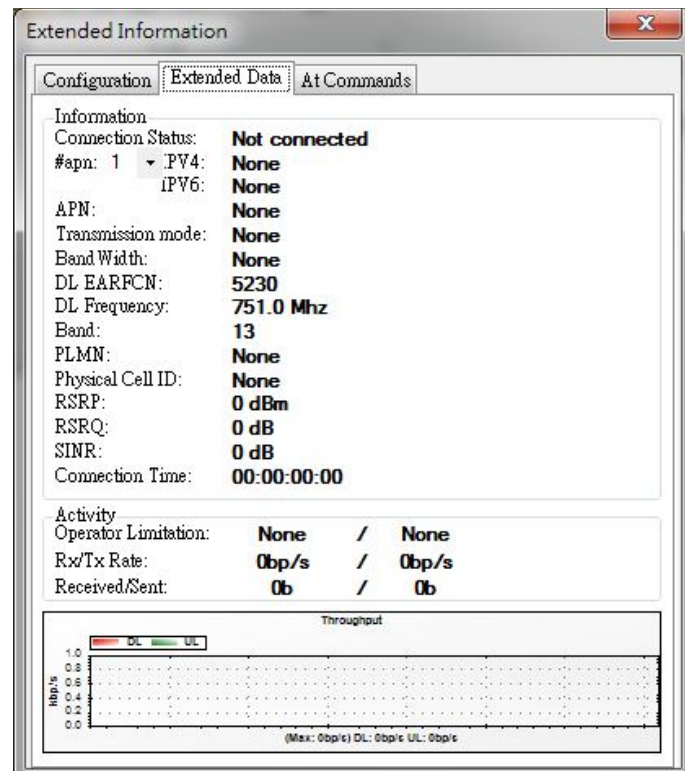 Extended Information
Configuration Extended Data At Commands
Information
Connection Status: Not connected
#apn: 1 IPV4: None
IPV6: None
APN: None
Transmission mode: None
Band Width: None
DL EARFCN: 5230
DL Frequency: 751.0 Mhz
Band: 13
PLMN: None
Physical Cell ID: None
RSRP: 0 dBm
RSRQ: 0 dB
SINR: 0 dB
Connection Time: 00:00:00:00
Activity
Operator Limitation: None / None
Rx/Tx Rate: 0bp/s / 0bp/s
Received/Sent: 0b / 0b
Throughput
DL UL
1.0
0.8
0.6
0.4
0.2
0.0
kbp/s
(Max: 0bp/s) DL: 0bp/s UL: 0bp/s